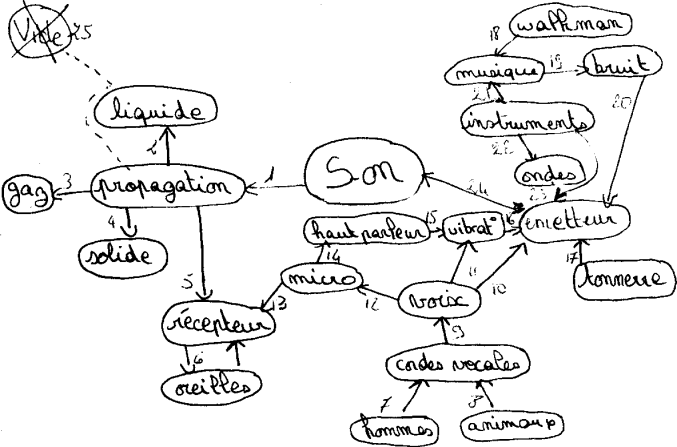 Vide 25
walkman
18
musique 19 bruit
21
20
liquide
instruments
2
22
ondes
23
gaz 3 propagation 1 Son 24
4
solide
haut parleur 15 vibrat° 16 emetteur
14
17
5
micro
11
10
tonnerre
13
12
voix
récepteur
9
6
cordes vocales
oreilles
7
8
hommes
animaux